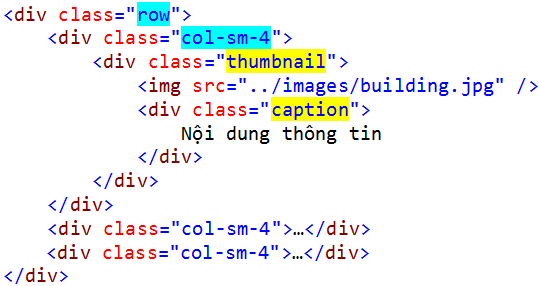 <div class="row">
    <div class="col-sm-4">
        <div class="thumbnail">
            <img src="../images/building.jpg" />
            <div class="caption">
                Nội dung thông tin
            </div>
        </div>
    </div>
    <div class="col-sm-4">…</div>
    <div class="col-sm-4">…</div>
</div>